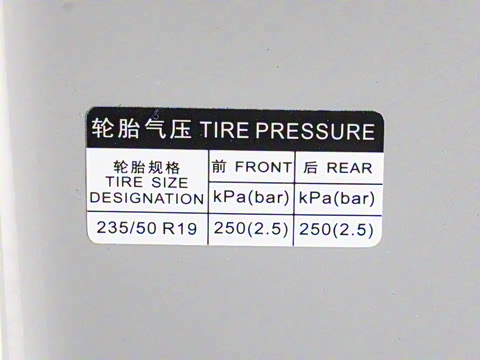 轮胎气压 TIRE PRESSURE
轮胎规格 TIRE SIZE DESIGNATION
前 FRONT 后 REAR
kPa(bar) kPa(bar)
235/50 R19 250(2.5) 250(2.5)